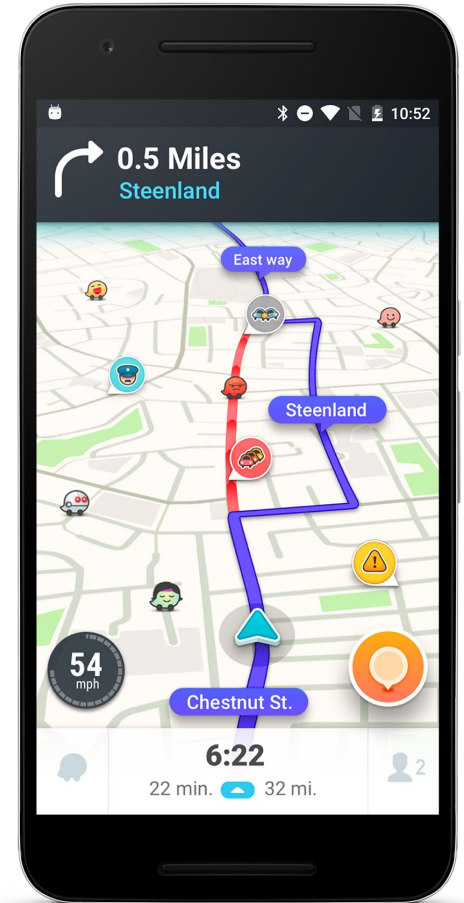 10:52
0.5 Miles
Steenland
East way
Steenland
54
mph
Chestnut St.
6:22
22 min. 32 mi.
2